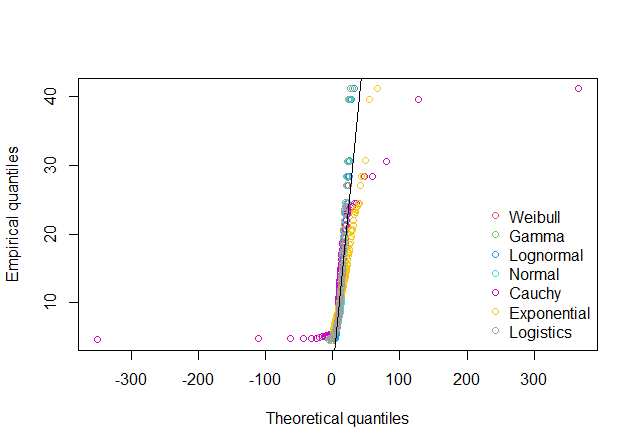 40
30
20
10
Empirical quantiles
Weibull
Gamma
Lognormal
Normal
Cauchy
Exponential
Logistics
-300 -200 -100 0 100 200 300
Theoretical quantiles